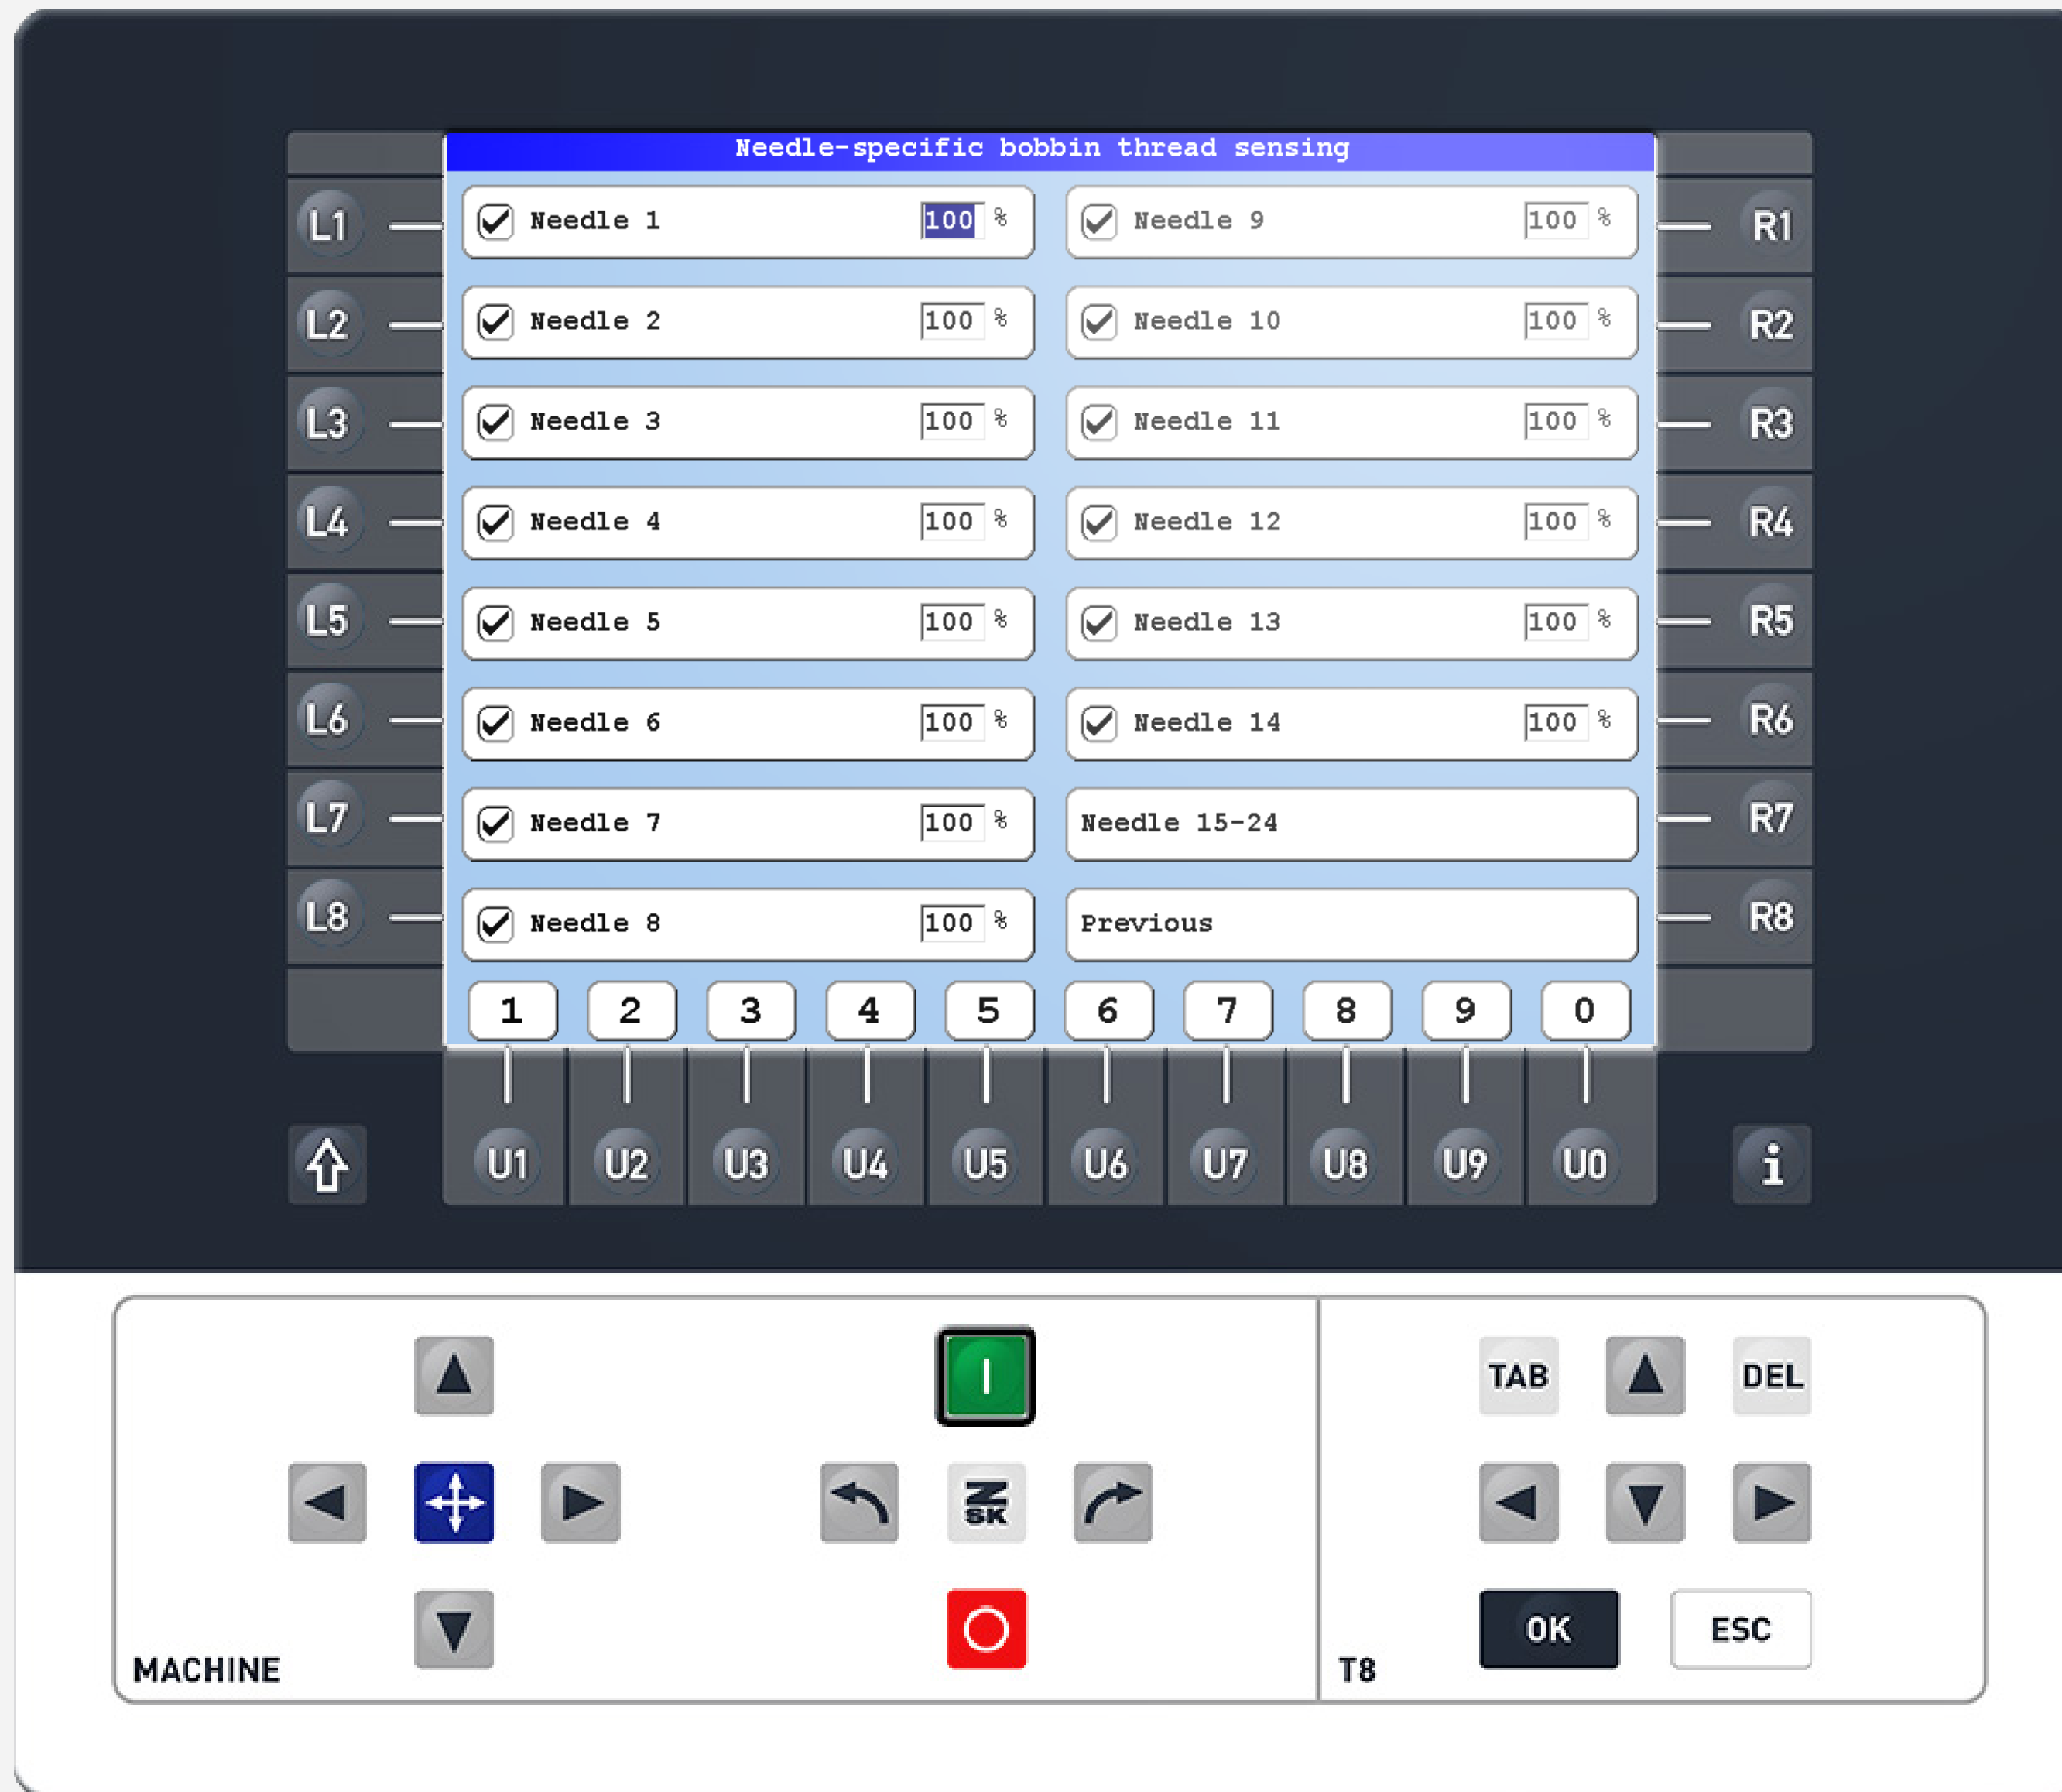 Needle-specific bobbin thread sensing
L1 Needle 1 100 % Needle 9 100 % R1
L2 Needle 2 100 % Needle 10 100 % R2
L3 Needle 3 100 % Needle 11 100 % R3
L4 Needle 4 100 % Needle 12 100 % R4
L5 Needle 5 100 % Needle 13 100 % R5
L6 Needle 6 100 % Needle 14 100 % R6
L7 Needle 7 100 % Needle 15-24 R7
L8 Needle 8 100 % Previous R8
1 2 3 4 5 6 7 8 9 0
U1 U2 U3 U4 U5 U6 U7 U8 U9 U0 i
I TAB DEL
ZSK
OK ESC
MACHINE T8